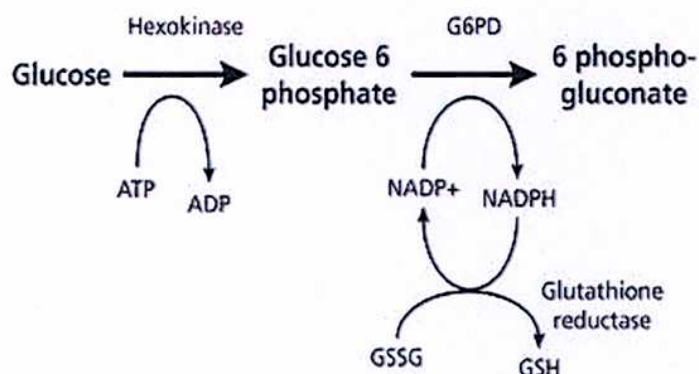 Hexokinase
G6PD
Glucose
Glucose 6
phosphate
6 phospho-
gluconate
ATP
ADP
NADP+
NADPH
Glutathione
reductase
GSSG
GSH